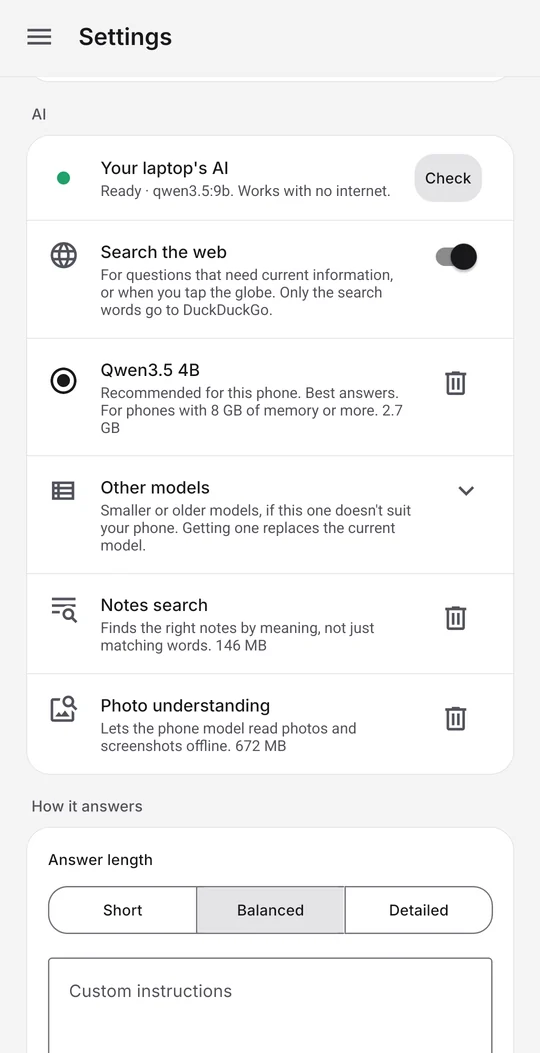 Settings
AI
Your laptop's AI
Ready · qwen3.5:9b. Works with no internet.
Check
Search the web
For questions that need current information,
or when you tap the globe. Only the search
words go to DuckDuckGo.
Qwen3.5 4B
Recommended for this phone. Best answers.
For phones with 8 GB of memory or more. 2.7
GB
Other models
Smaller or older models, if this one doesn't suit
your phone. Getting one replaces the current
model.
Notes search
Finds the right notes by meaning, not just
matching words. 146 MB
Photo understanding
Lets the phone model read photos and
screenshots offline. 672 MB
How it answers
Answer length
Short
Balanced
Detailed
Custom instructions